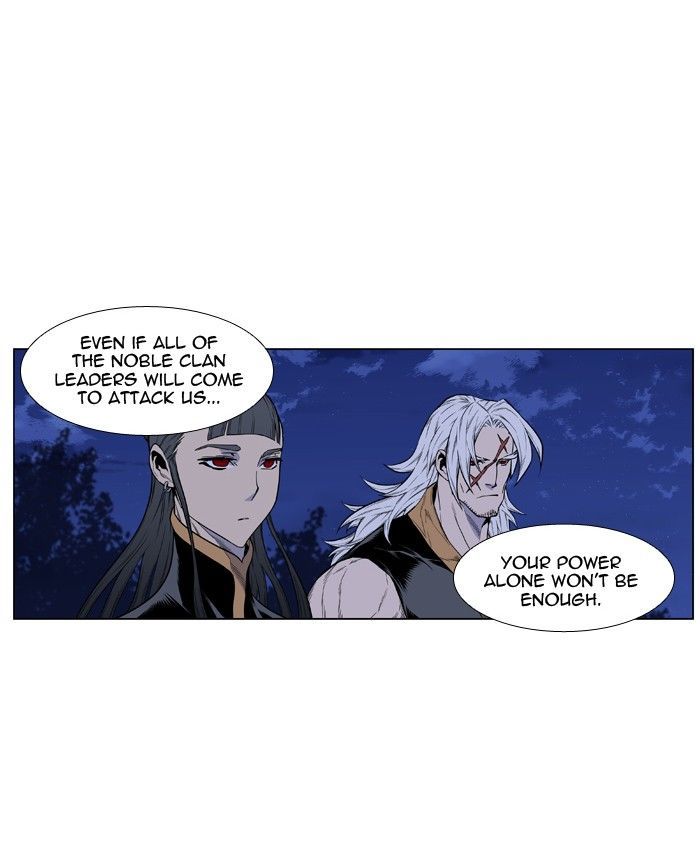 EVEN IF ALL OF
THE NOBLE CLAN
LEADERS WILL COME
TO ATTACK US...
YOUR POWER
ALONE WON'T BE
ENOUGH.